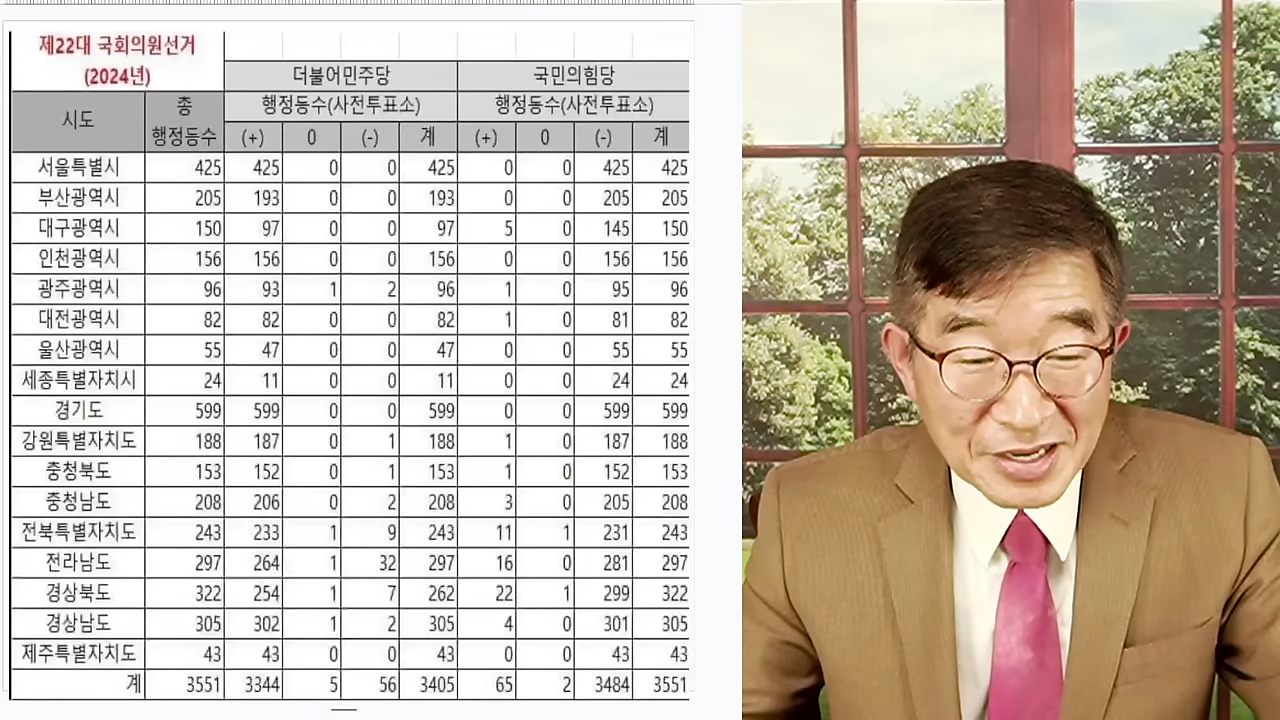 제22대 국회의원선거
(2024년)
더불어민주당 국민의힘당
시도 총 행정동수 행정동수(사전투표소) 행정동수(사전투표소)
(+) 0 (-) 계 (+) 0 (-) 계
서울특별시 425 425 0 0 425 0 0 425 425
부산광역시 205 193 0 0 193 0 0 205 205
대구광역시 150 97 0 0 97 5 0 145 150
인천광역시 156 156 0 0 156 0 0 156 156
광주광역시 96 93 1 2 96 1 0 95 96
대전광역시 82 82 0 0 82 1 0 81 82
울산광역시 55 47 0 0 47 0 0 55 55
세종특별자치시 24 11 0 0 11 0 0 24 24
경기도 599 599 0 0 599 0 0 599 599
강원특별자치도 188 187 0 1 188 1 0 187 188
충청북도 153 152 0 1 153 1 0 152 153
충청남도 208 206 0 2 208 3 0 205 208
전북특별자치도 243 233 1 9 243 11 1 231 243
전라남도 297 264 1 32 297 16 0 281 297
경상북도 322 254 1 7 262 22 1 299 322
경상남도 305 302 1 2 305 4 0 301 305
제주특별자치도 43 43 0 0 43 0 0 43 43
계 3551 3344 5 56 3405 65 2 3484 3551